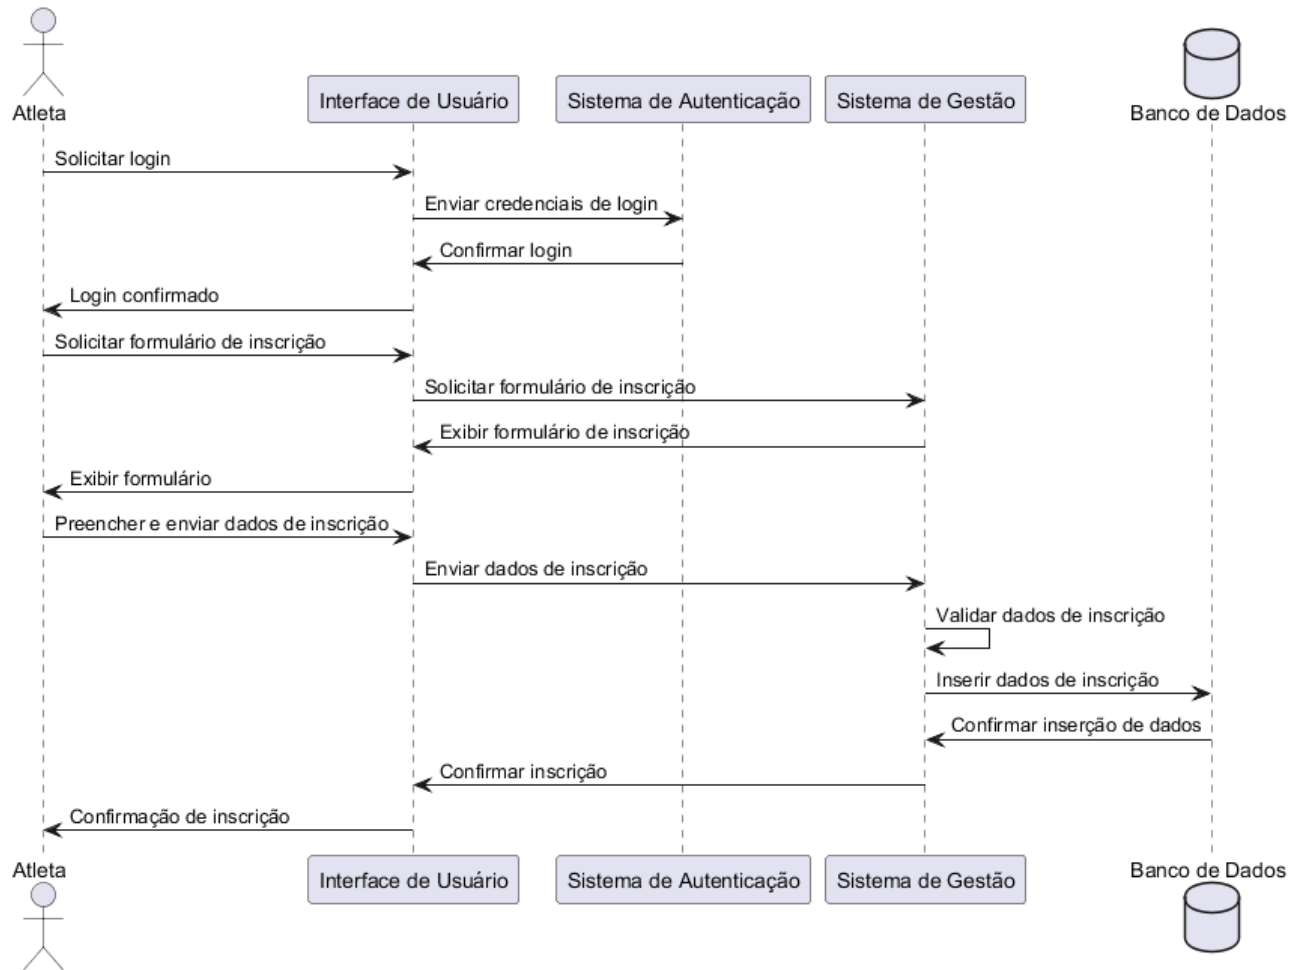 Atleta
Interface de Usuário
Sistema de Autenticação
Sistema de Gestão
Banco de Dados
Solicitar login
Enviar credenciais de login
Confirmar login
Login confirmado
Solicitar formulário de inscrição
Solicitar formulário de inscrição
Exibir formulário de inscrição
Exibir formulário
Preencher e enviar dados de inscrição
Enviar dados de inscrição
Validar dados de inscrição
Inserir dados de inscrição
Confirmar inserção de dados
Confirmar inscrição
Confirmação de inscrição
Atleta
Interface de Usuário
Sistema de Autenticação
Sistema de Gestão
Banco de Dados